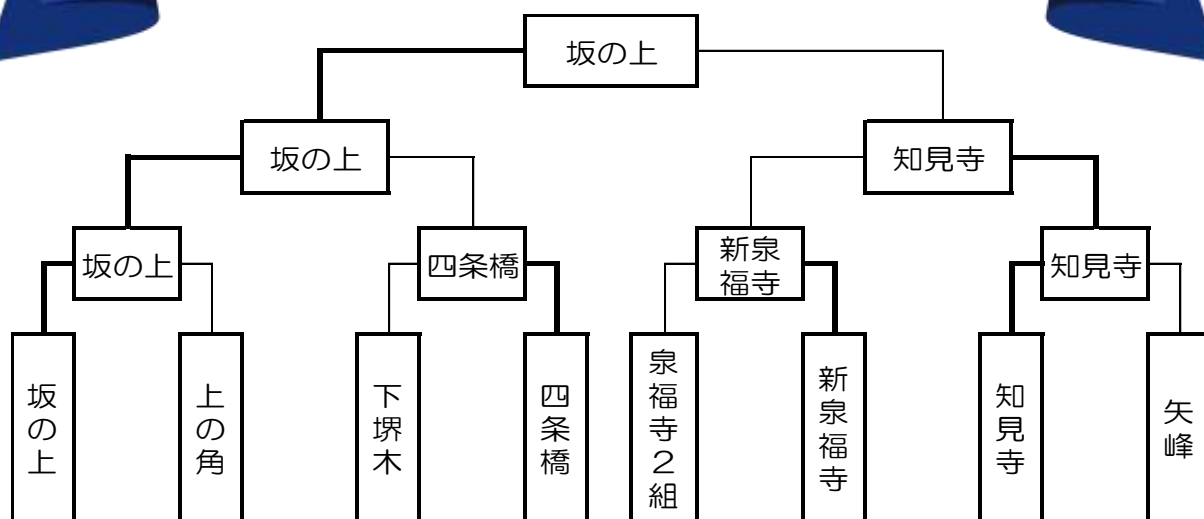 坂の上
坂の上
知見寺
坂の上
四条橋
新泉
福寺
知見寺
坂の上
上の角
下堺木
四条橋
泉福寺2組
新泉福寺
知見寺
矢峰